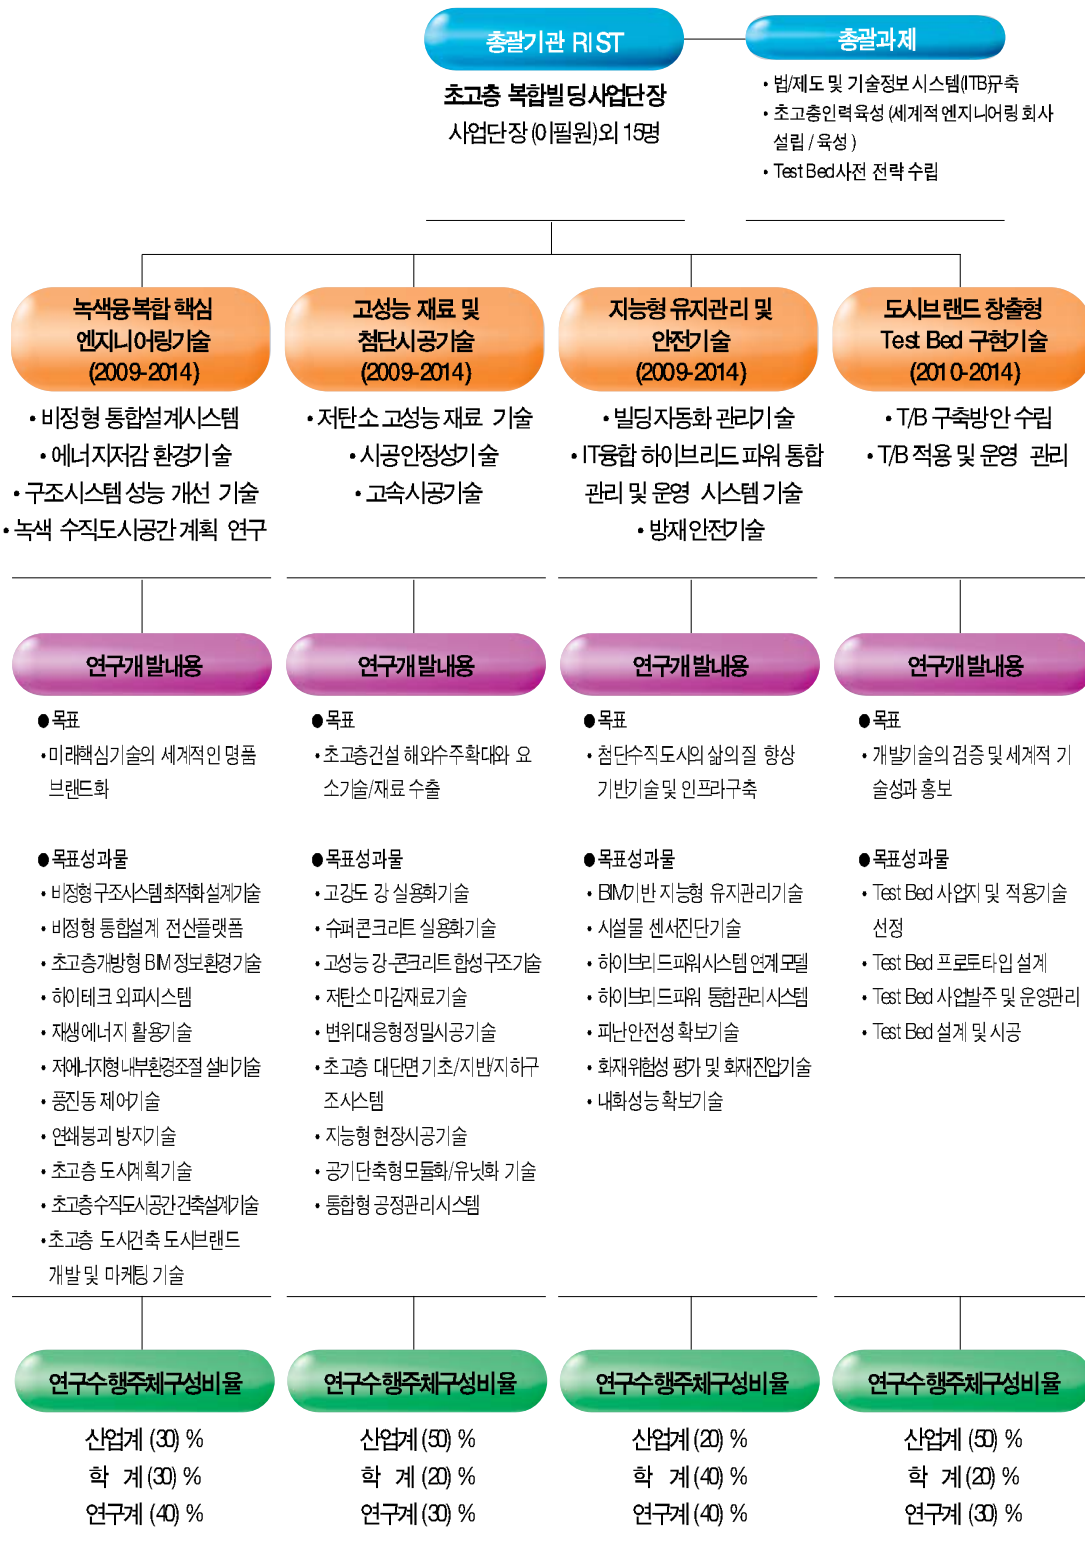 총괄기관 RIST
초고층 복합빌딩사업단장
사업단장(이필원)외 15명
총괄과제
• 법/제도 및 기술정보 시스템(ITB)구축
• 초고층인력육성 (세계적 엔지니어링 회사
설립 / 육성 )
• Test Bed사전 전략 수립
녹색융복합 핵심
엔지니어링기술
(2009-2014)
• 비정형 통합설계시스템
• 에너지저감 환경기술
• 구조시스템 성능 개선 기술
• 녹색 수직도시공간 계획 연구
고성능 재료 및
첨단시공기술
(2009-2014)
• 저탄소 고성능 재료 기술
• 시공안정성기술
• 고속시공기술
지능형 유지관리 및
안전기술
(2009-2014)
• 빌딩자동화 관리기술
• IT융합 하이브리드 파워 통합
관리 및 운영 시스템 기술
• 방재안전기술
도시브랜드 창출형
Test Bed 구현기술
(2010-2014)
• T/B 구축방안 수립
• T/B 적용 및 운영 관리
연구개발내용
●목표
• 미래핵심기술의 세계적인 명품
브랜드화
●목표성과물
• 비정형구조시스템최적화설계기술
• 비정형 통합설계 전산플랫폼
• 초고층개방형 BIM 정보환경기술
• 하이테크 외피시스템
• 재생에너지 활용기술
• 저에너지형내부환경조절 설비기술
• 풍진동 제어기술
• 연쇄붕괴 방지기술
• 초고층 도시계획기술
• 초고층수직도시공간건축설계기술
• 초고층 도시건축 도시브랜드
개발 및 마케팅 기술
연구개발내용
●목표
• 초고층건설 해외수주확대와 요
소기술/재료 수출
●목표성과물
• 고강도 강 실용화기술
• 슈퍼콘크리트 실용화기술
• 고성능 강-콘크리트 합성구조기술
• 저탄소 마감재료기술
• 변위대응형정밀시공기술
• 초고층 대단면 기초/지반/지하구
조시스템
• 지능형 현장시공기술
• 공기단축형모듈화/유닛화 기술
• 통합형 공정관리시스템
연구개발내용
●목표
• 첨단수직도시의 삶의 질 향상
기반기술 및 인프라구축
●목표성과물
• BIM기반 지능형 유지관리기술
• 시설물 센서진단기술
• 하이브리드파워시스템 연계모델
• 하이브리드파워 통합관리시스템
• 피난안전성 확보기술
• 화재위험성 평가 및 화재진압기술
• 내화성능 확보기술
연구개발내용
●목표
• 개발기술의 검증 및 세계적 기
술성과 홍보
●목표성과물
• Test Bed 사업지 및 적용기술
선정
• Test Bed 프로토타입 설계
• Test Bed 사업발주 및 운영관리
• Test Bed 설계 및 시공
연구수행주체구성비율
산업계 (30) %
학 계 (30) %
연구계 (40) %
연구수행주체구성비율
산업계 (50) %
학 계 (20) %
연구계 (30) %
연구수행주체구성비율
산업계 (20) %
학 계 (40) %
연구계 (40) %
연구수행주체구성비율
산업계 (50) %
학 계 (20) %
연구계 (30) %